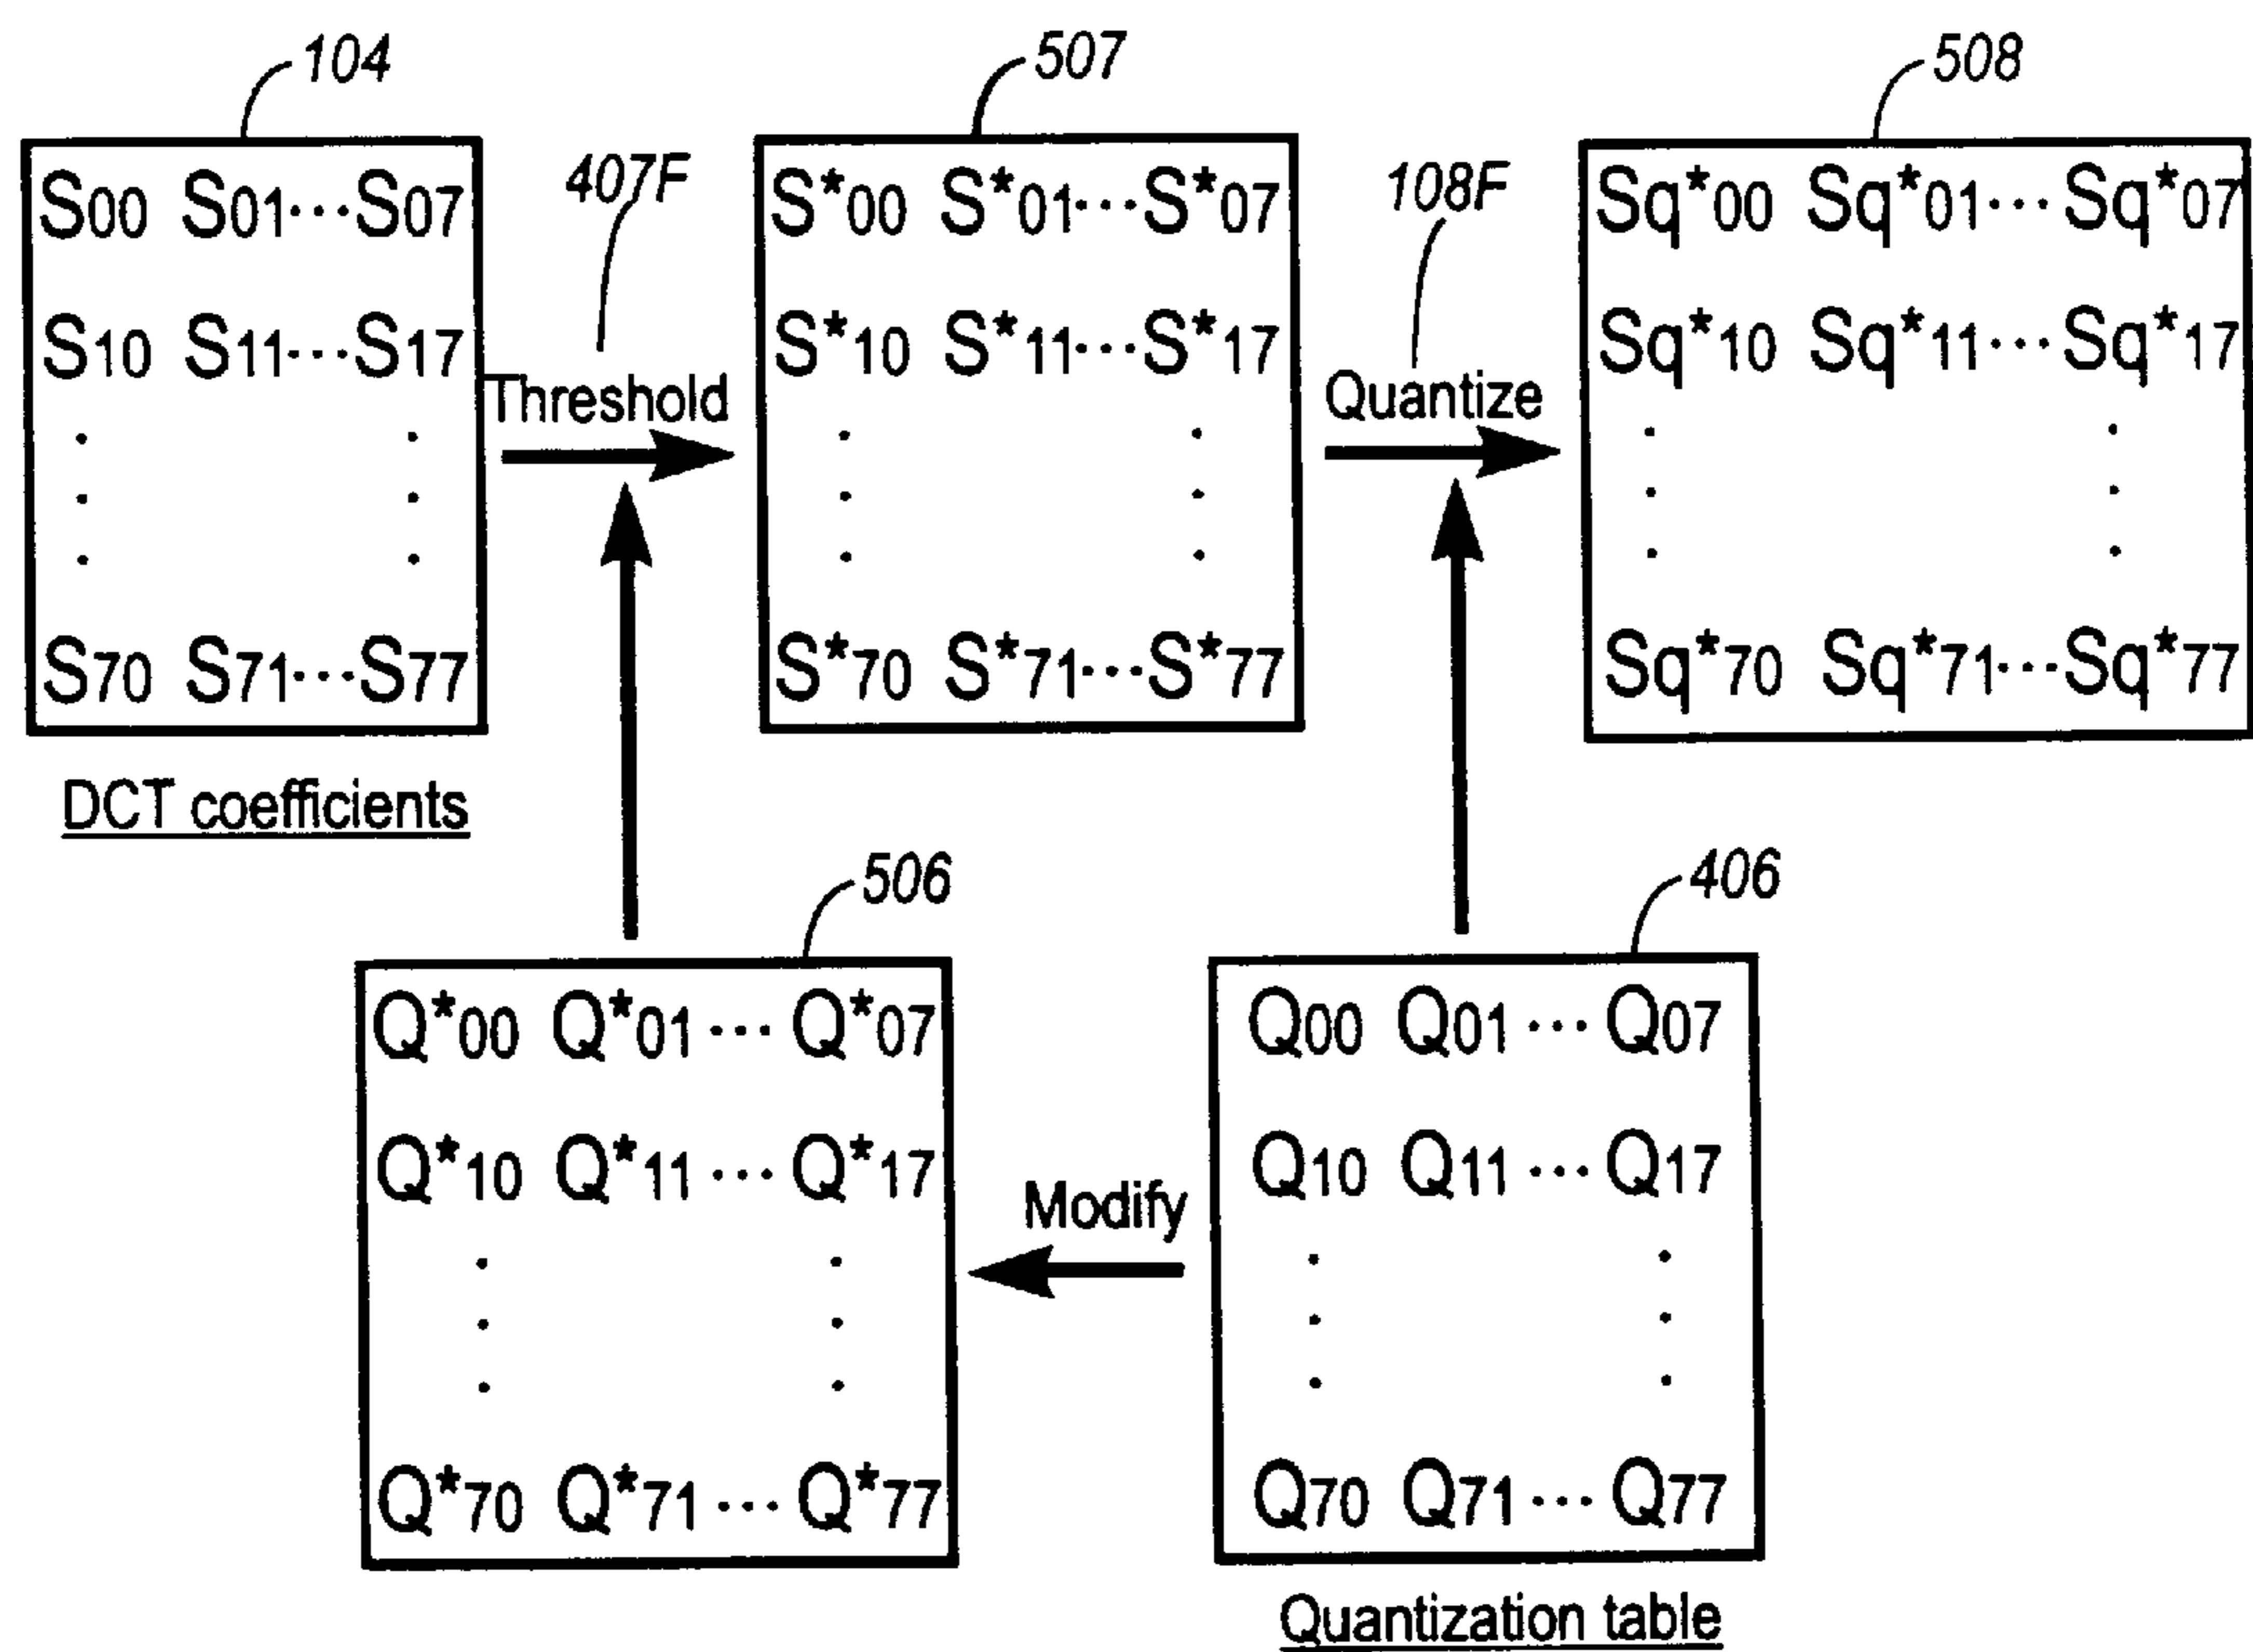 104
507
508
407F
108F
S00 S01···S07
S10 S11···S17
S70 S71···S77
DCT coefficients
Threshold
S*00 S*01···S*07
S*10 S*11···S*17
S*70 S*71···S*77
Quantize
Sq*00 Sq*01··· Sq*07
Sq*10 Sq*11··· Sq*17
Sq*70 Sq*71··· Sq*77
506
406
Q*00 Q*01 ··· Q*07
Q*10 Q*11 ··· Q*17
Q*70 Q*71 ··· Q*77
Modify
Q00 Q01 ··· Q07
Q10 Q11 ··· Q17
Q70 Q71 ··· Q77
Quantization table